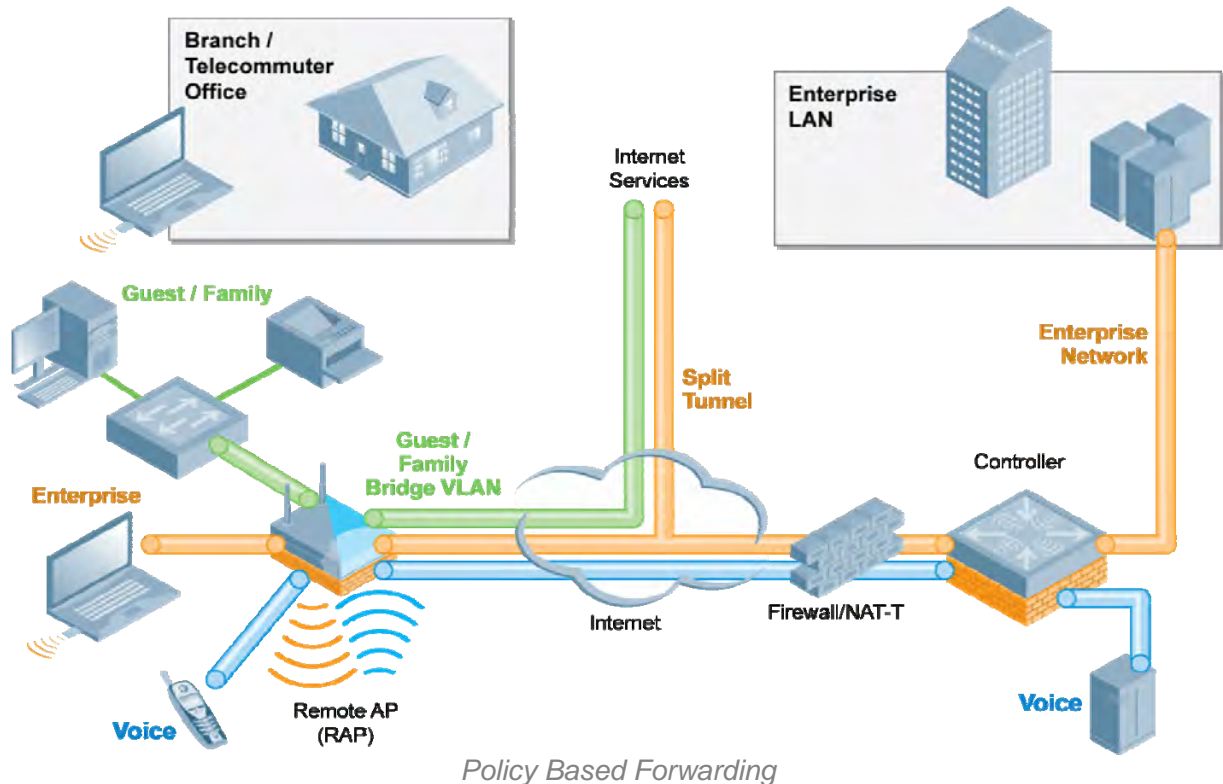 Branch /
Telecommuter
Office
Enterprise
LAN
Internet
Services
Guest / Family
Enterprise
Network
Split
Tunnel
Guest /
Family
Bridge VLAN
Controller
Enterprise
Internet
Firewall/NAT-T
Voice
Remote AP
(RAP)
Voice
Policy Based Forwarding